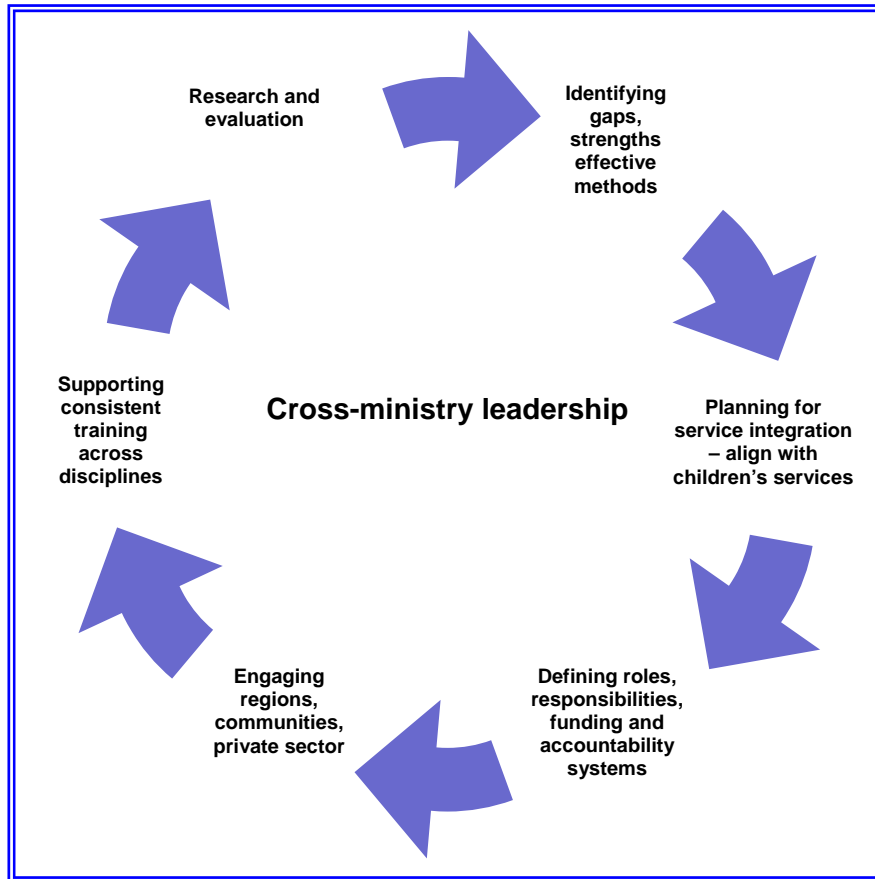 Research and
evaluation
Identifying
gaps,
strengths
effective
methods
Cross-ministry leadership
Planning for
service integration
– align with
children’s services
Defining roles,
responsibilities,
funding and
accountability
systems
Engaging
regions,
communities,
private sector
Supporting
consistent
training
across
disciplines